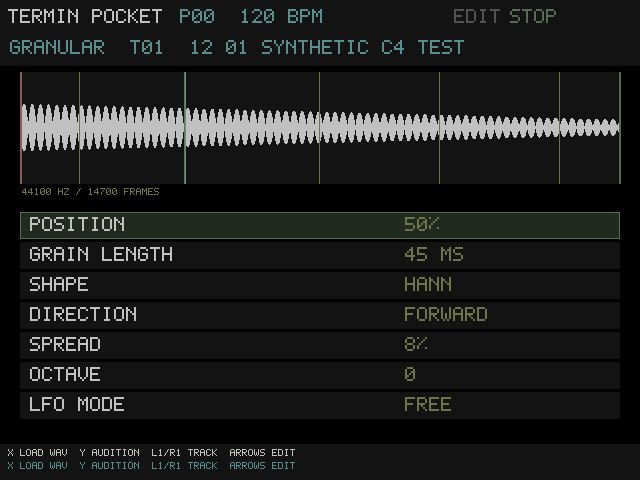 TERMIN POCKET P00 120 BPM EDIT STOP
GRANULAR T01 12 01 SYNTHETIC C4 TEST
44100 HZ / 14700 FRAMES
POSITION 50%
GRAIN LENGTH 45 MS
SHAPE HANN
DIRECTION FORWARD
SPREAD 8%
OCTAVE 0
LFO MODE FREE
X LOAD WAV Y AUDITION L1/R1 TRACK ARROWS EDIT
X LOAD WAV Y AUDITION L1/R1 TRACK ARROWS EDIT